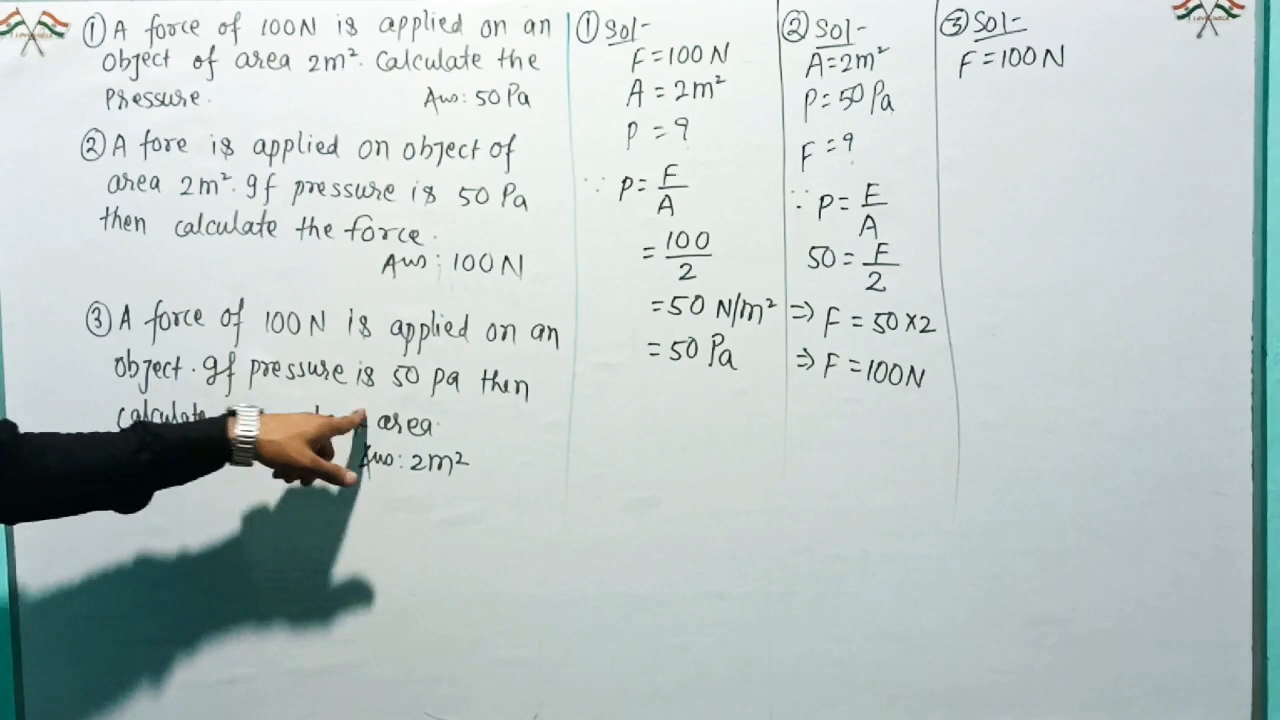 ① A force of 100N is applied on an
object of area 2m². Calculate the
Pressure.
Ans: 50 Pa
② A fore is applied on object of
area 2m². If pressure is 50 Pa
then calculate the force.
Ans: 100N
③ A force of 100N is applied on an
object. If pressure is 50 pa then
calculate area.
Ans: 2m²
① Sol-
F = 100 N
A = 2m²
P = ?
∵ P = F/A
= 100/2
= 50 N/m²
= 50 Pa
② Sol-
A = 2m²
P = 50 Pa
F = ?
∵ P = F/A
50 = F/2
⇒ F = 50 × 2
⇒ F = 100N
③ Sol-
F = 100 N